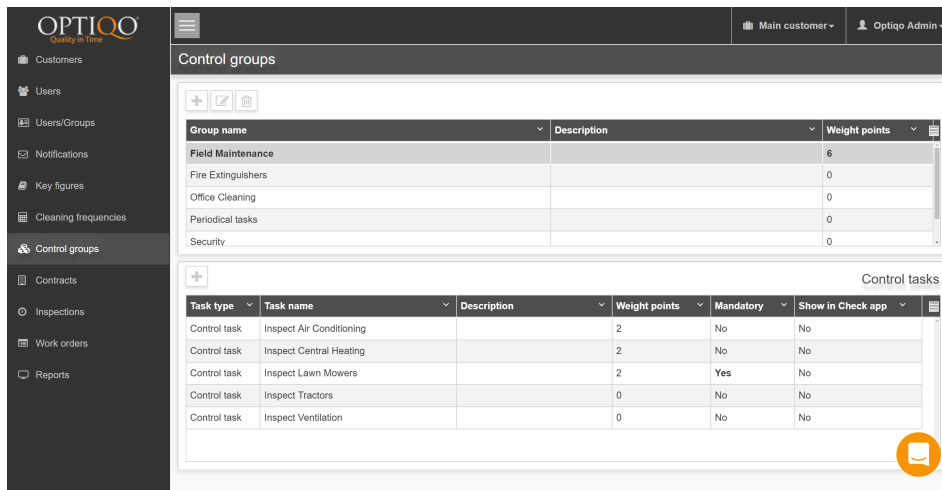 OPTIQO
Quality in Time
Main customer
Optiqo Admin
Customers
Users
Users/Groups
Notifications
Key figures
Cleaning frequencies
Control groups
Contracts
Inspections
Work orders
Reports
Control groups
Group name Description Weight points
Field Maintenance 6
Fire Extinguishers 0
Office Cleaning 0
Periodical tasks 0
Security 0
Control tasks
Task type Task name Description Weight points Mandatory Show in Check app
Control task Inspect Air Conditioning 2 No No
Control task Inspect Central Heating 2 No No
Control task Inspect Lawn Mowers 2 Yes No
Control task Inspect Tractors 0 No No
Control task Inspect Ventilation 0 No No